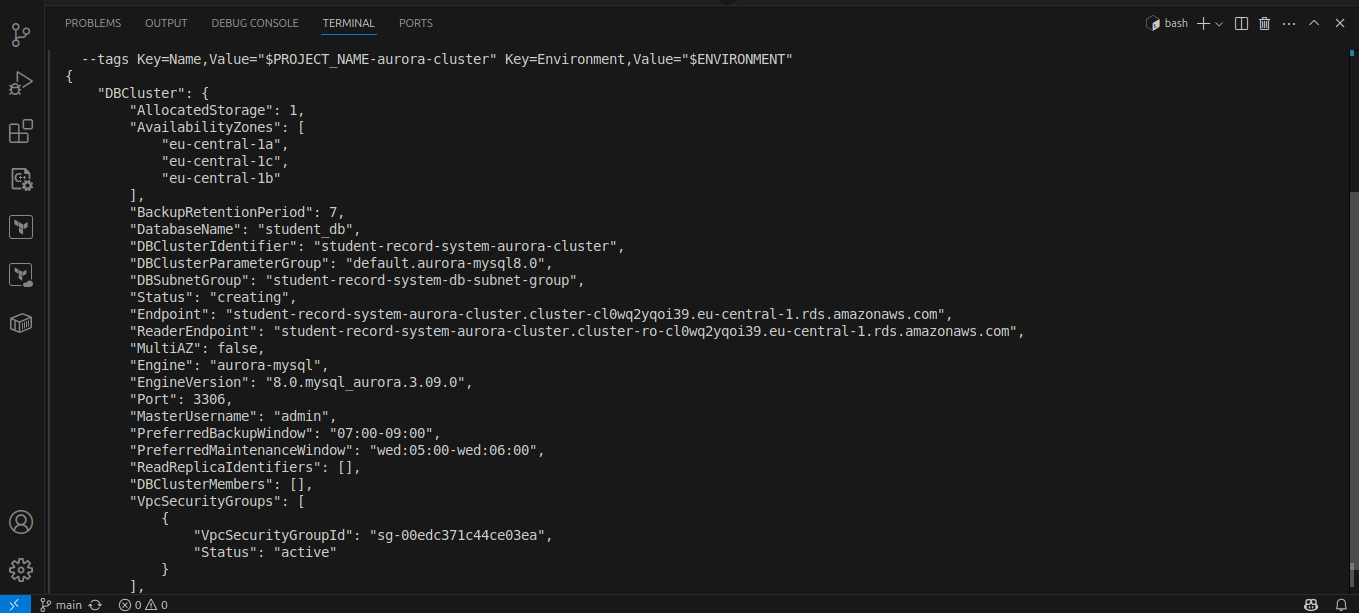 PROBLEMS OUTPUT DEBUG CONSOLE TERMINAL PORTS bash
--tags Key=Name,Value="$PROJECT_NAME-aurora-cluster" Key=Environment,Value="$ENVIRONMENT"
{
"DBCluster": {
"AllocatedStorage": 1,
"AvailabilityZones": [
"eu-central-1a",
"eu-central-1c",
"eu-central-1b"
],
"BackupRetentionPeriod": 7,
"DatabaseName": "student_db",
"DBClusterIdentifier": "student-record-system-aurora-cluster",
"DBClusterParameterGroup": "default.aurora-mysql8.0",
"DBSubnetGroup": "student-record-system-db-subnet-group",
"Status": "creating",
"Endpoint": "student-record-system-aurora-cluster.cluster-cl0wq2yqoi39.eu-central-1.rds.amazonaws.com",
"ReaderEndpoint": "student-record-system-aurora-cluster.cluster-ro-cl0wq2yqoi39.eu-central-1.rds.amazonaws.com",
"MultiAZ": false,
"Engine": "aurora-mysql",
"EngineVersion": "8.0.mysql_aurora.3.09.0",
"Port": 3306,
"MasterUsername": "admin",
"PreferredBackupWindow": "07:00-09:00",
"PreferredMaintenanceWindow": "wed:05:00-wed:06:00",
"ReadReplicaIdentifiers": [],
"DBClusterMembers": [],
"VpcSecurityGroups": [
{
"VpcSecurityGroupId": "sg-00edc371c44ce03ea",
"Status": "active"
}
],
main 0 0